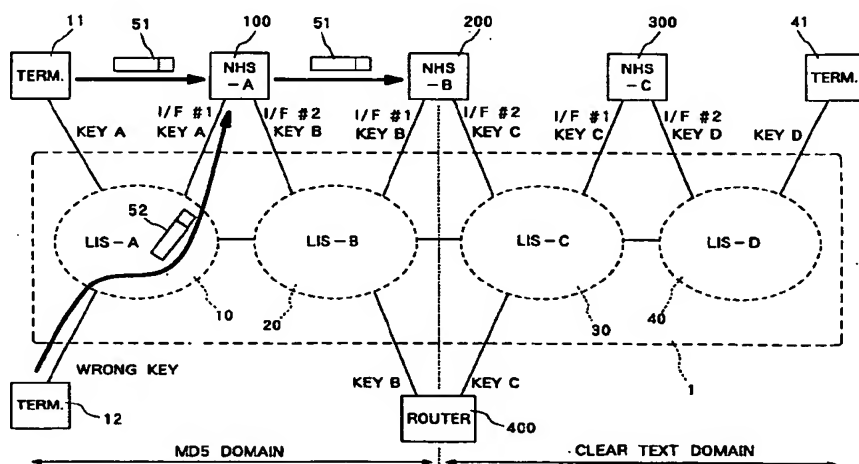 11
51
100
51
200
300
41
TERM.
NHS
-A
NHS
-B
NHS
-C
TERM.
KEY A
I/F #1
KEY A
I/F #2
KEY B
I/F #1
KEY B
I/F #2
KEY C
I/F #1
KEY C
I/F #2
KEY D
KEY D
52
LIS-A
LIS-B
LIS-C
LIS-D
10
20
30
40
1
WRONG KEY
KEY B
KEY C
TERM.
12
ROUTER
400
MD5 DOMAIN
CLEAR TEXT DOMAIN